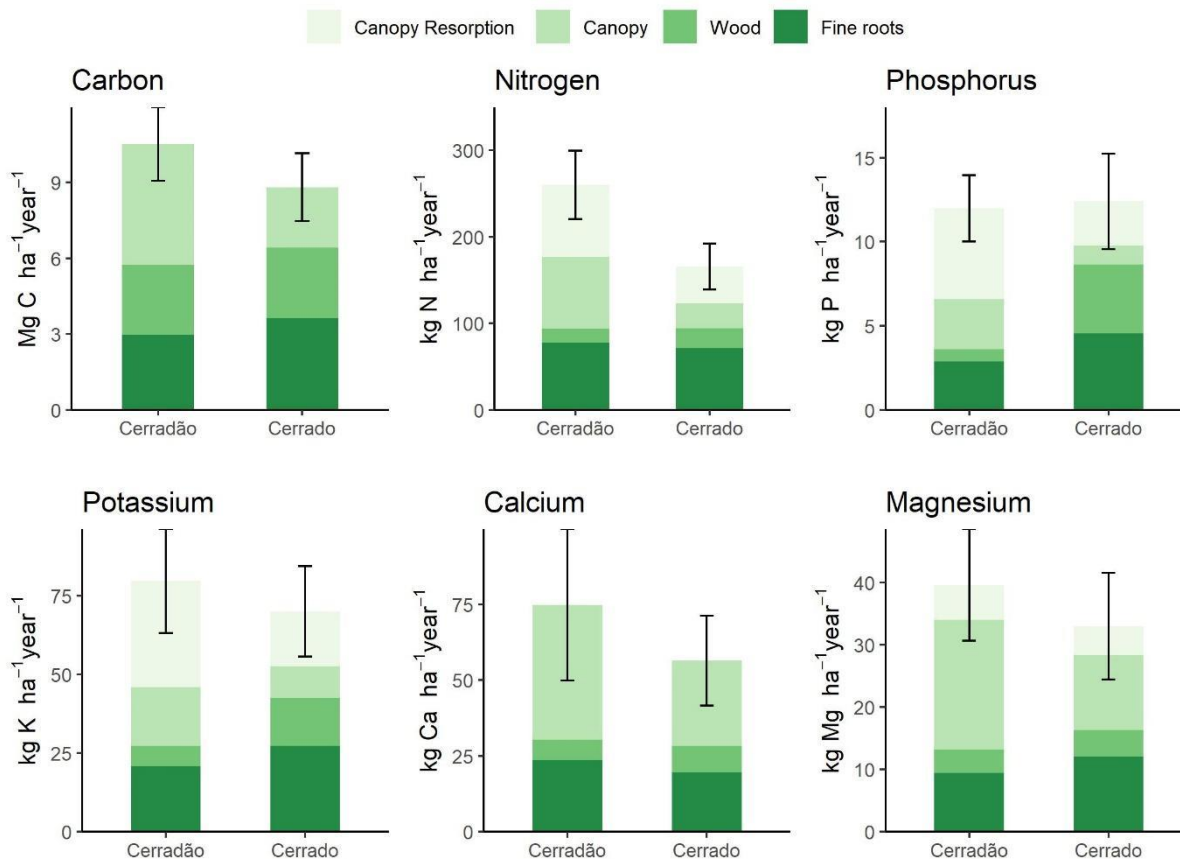 Canopy Resorption Canopy Wood Fine roots
Carbon
Mg C ha⁻¹year⁻¹
9
6
3
0
Cerradão Cerrado
Nitrogen
kg N ha⁻¹year⁻¹
300
200
100
0
Cerradão Cerrado
Phosphorus
kg P ha⁻¹year⁻¹
15
10
5
0
Cerradão Cerrado
Potassium
kg K ha⁻¹year⁻¹
75
50
25
0
Cerradão Cerrado
Calcium
kg Ca ha⁻¹year⁻¹
75
50
25
0
Cerradão Cerrado
Magnesium
kg Mg ha⁻¹year⁻¹
40
30
20
10
0
Cerradão Cerrado